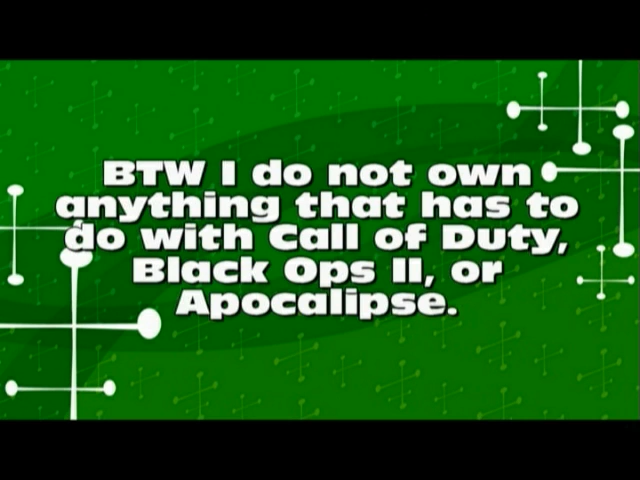 BTW I do not own
anything that has to
do with Call of Duty,
Black Ops II, or
Apocalipse.